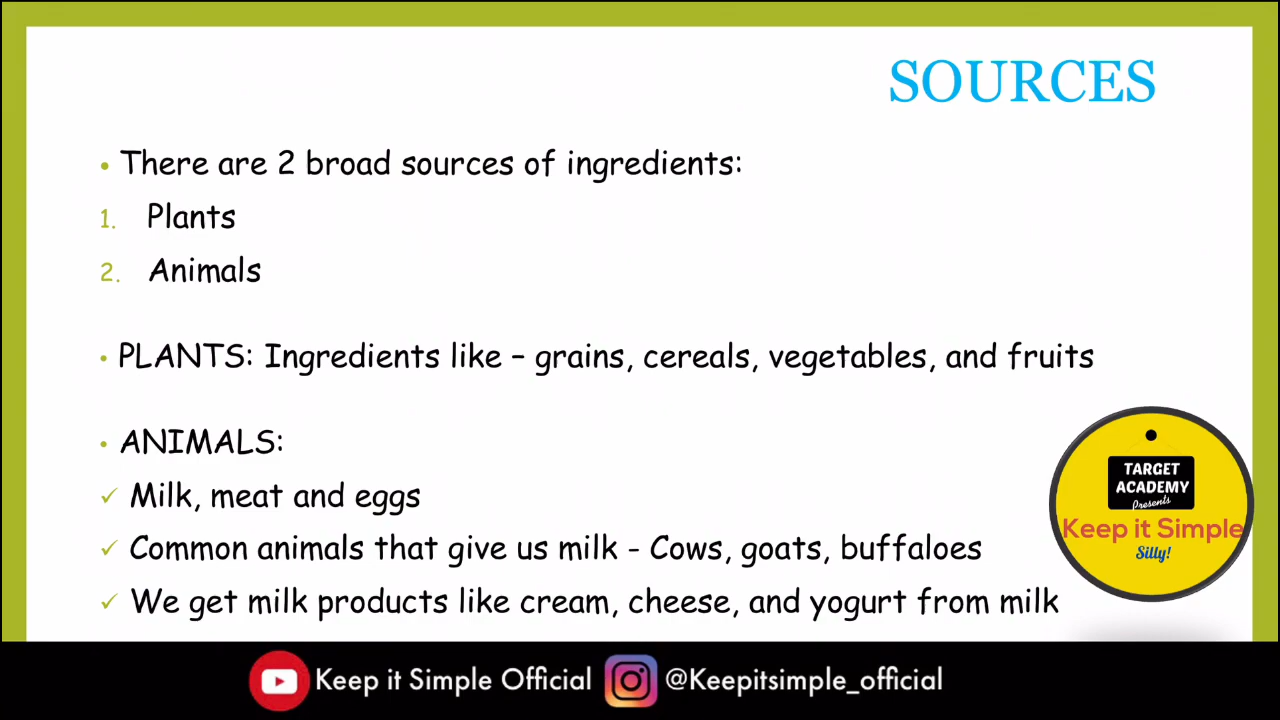 SOURCES
• There are 2 broad sources of ingredients:
1. Plants
2. Animals
• PLANTS: Ingredients like – grains, cereals, vegetables, and fruits
• ANIMALS:
✓ Milk, meat and eggs
✓ Common animals that give us milk - Cows, goats, buffaloes
✓ We get milk products like cream, cheese, and yogurt from milk
TARGET
ACADEMY
Presents
Keep it Simple
Silly!
Keep it Simple Official @Keepitsimple_official